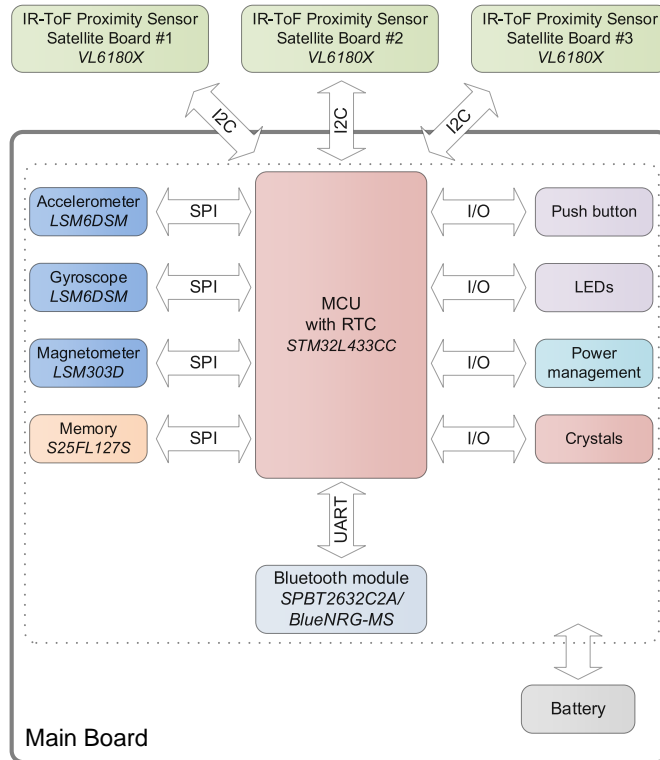 IR-ToF Proximity Sensor
Satellite Board #1
VL6180X
IR-ToF Proximity Sensor
Satellite Board #2
VL6180X
IR-ToF Proximity Sensor
Satellite Board #3
VL6180X
I2C
I2C
I2C
Accelerometer
LSM6DSM
SPI
Gyroscope
LSM6DSM
SPI
Magnetometer
LSM303D
SPI
Memory
S25FL127S
SPI
MCU
with RTC
STM32L433CC
I/O
Push button
I/O
LEDs
I/O
Power
management
I/O
Crystals
UART
Bluetooth module
SPBT2632C2A/
BlueNRG-MS
Battery
Main Board